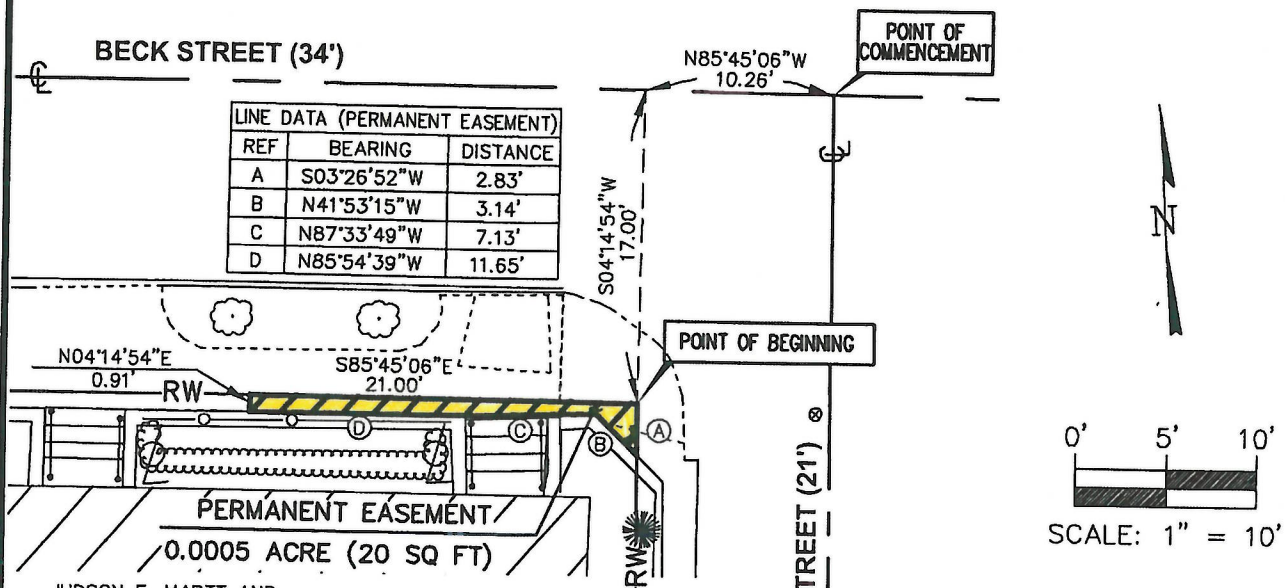 BECK STREET (34')
POINT OF
COMMENCEMENT
N85°45'06"W
10.26'
LINE DATA (PERMANENT EASEMENT)
REF BEARING DISTANCE
A S03°26'52"W 2.83'
B N41°53'15"W 3.14'
C N87°33'49"W 7.13'
D N85°54'39"W 11.65'
S04°14'54"W
17.00'
N
POINT OF BEGINNING
N04°14'54"E
0.91'
RW
S85°45'06"E
21.00'
D
C
B
A
PERMANENT EASEMENT
0.0005 ACRE (20 SQ FT)
RW
TREET (21')
0' 5' 10'
SCALE: 1" = 10'